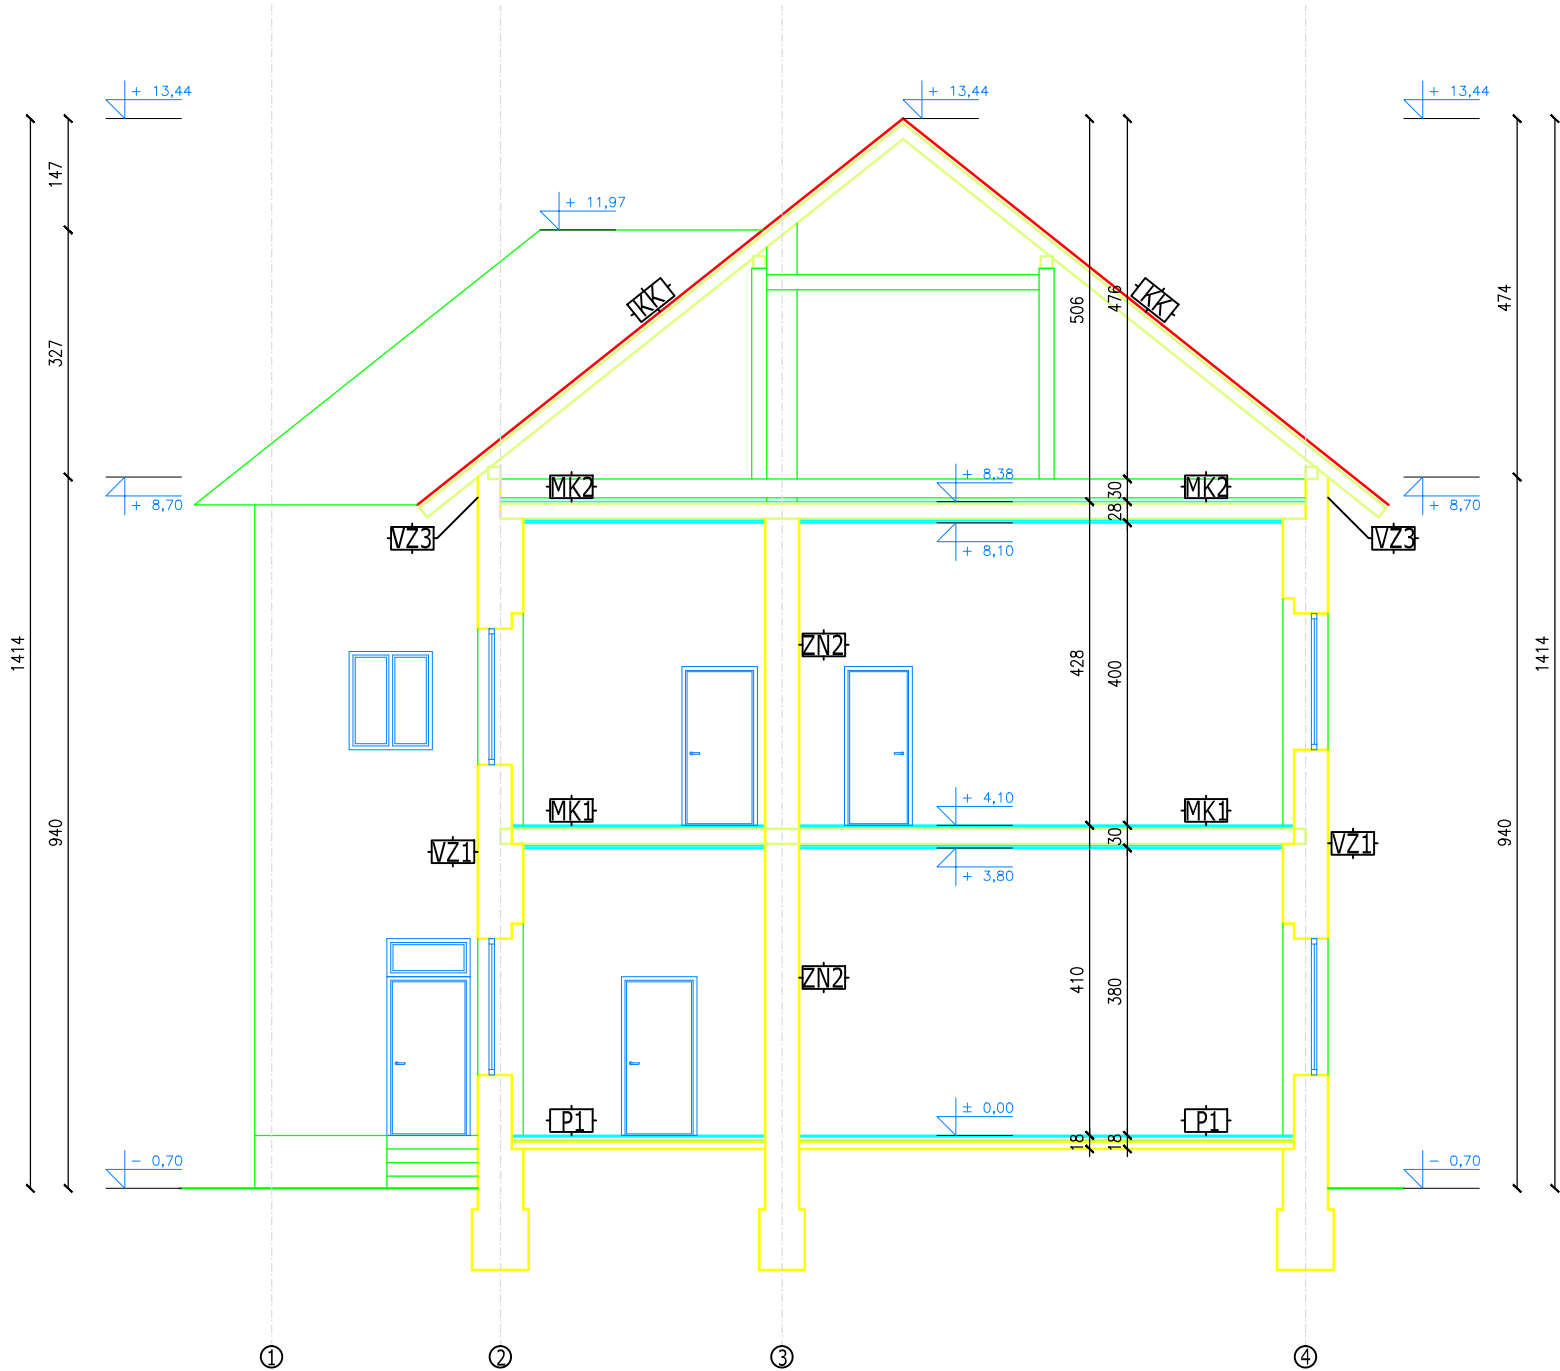 + 13,44
+ 13,44
+ 13,44
147
+ 11,97
KK
KK
506
476
474
327
MK2
+ 8,38
MK2
30
+ 8,70
+ 8,70
28
VZ3
VZ3
+ 8,10
ZN2
1414
428
400
1414
MK1
+ 4,10
MK1
940
30
940
VZ1
VZ1
+ 3,80
ZN2
410
380
P1
± 0,00
P1
18
18
- 0,70
- 0,70
1
2
3
4